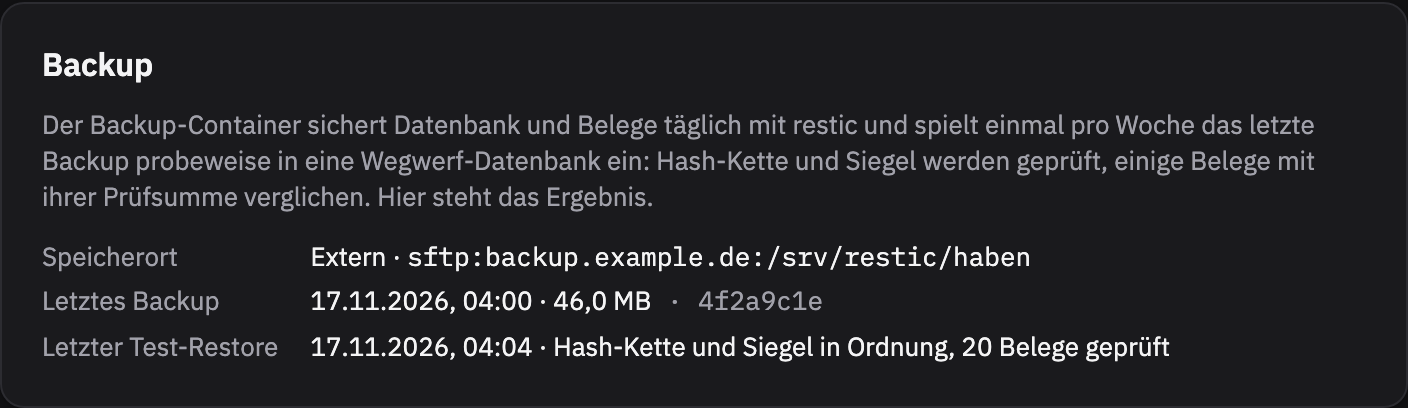 Backup
Der Backup-Container sichert Datenbank und Belege täglich mit restic und spielt einmal pro Woche das letzte
Backup probeweise in eine Wegwerf-Datenbank ein: Hash-Kette und Siegel werden geprüft, einige Belege mit
ihrer Prüfsumme verglichen. Hier steht das Ergebnis.
Speicherort Extern · sftp:backup.example.de:/srv/restic/haben
Letztes Backup 17.11.2026, 04:00 · 46,0 MB · 4f2a9c1e
Letzter Test-Restore 17.11.2026, 04:04 · Hash-Kette und Siegel in Ordnung, 20 Belege geprüft